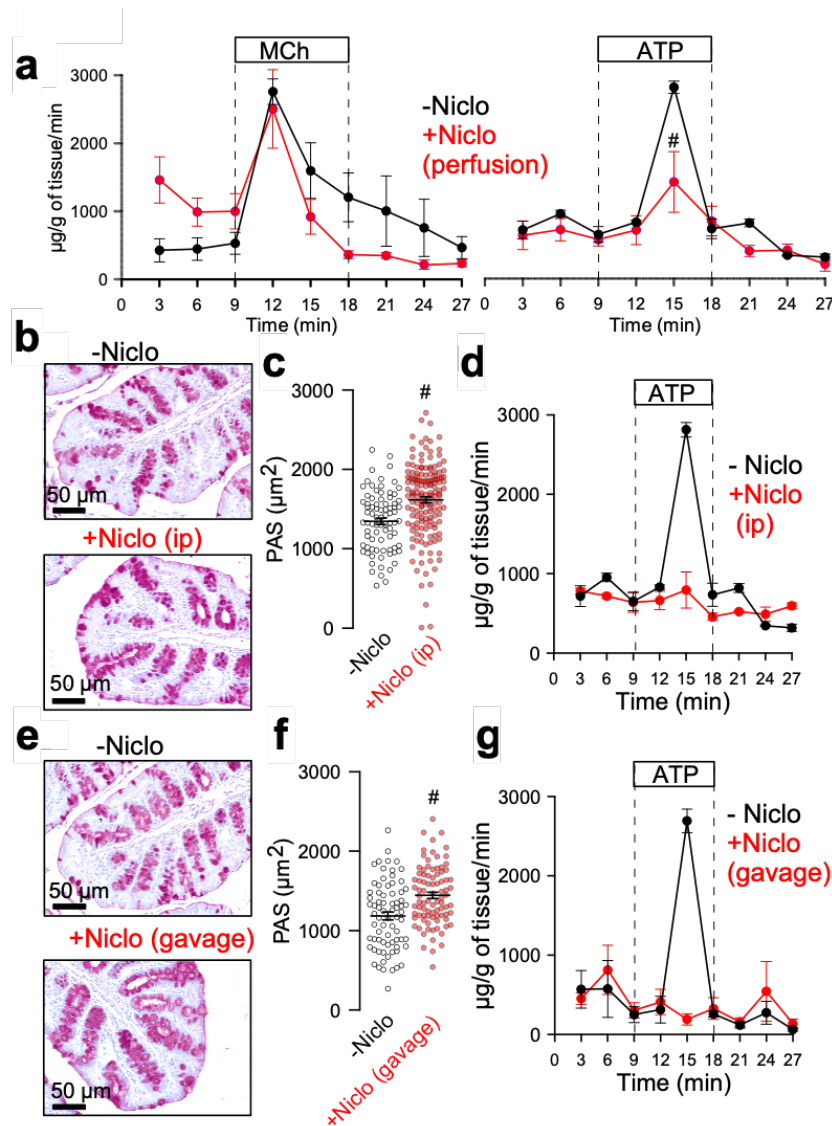 a
MCh
ATP
µg/g of tissue/min
3000
2000
1000
0
-Niclo
+Niclo
(perfusion)
#
0 3 6 9 12 15 18 21 24 27
Time (min)
0 3 6 9 12 15 18 21 24 27
Time (min)
b
-Niclo
50 µm
+Niclo (ip)
50 µm
c
PAS (µm²)
3000
2000
1000
0
#
-Niclo
+Niclo (ip)
d
ATP
µg/g of tissue/min
3000
2000
1000
0
- Niclo
+Niclo
(ip)
0 3 6 9 12 15 18 21 24 27
Time (min)
e
-Niclo
50 µm
+Niclo (gavage)
50 µm
f
PAS (µm²)
3000
2000
1000
0
#
-Niclo
+Niclo (gavage)
g
ATP
µg/g of tissue/min
3000
2000
1000
0
- Niclo
+Niclo
(gavage)
0 3 6 9 12 15 18 21 24 27
Time (min)